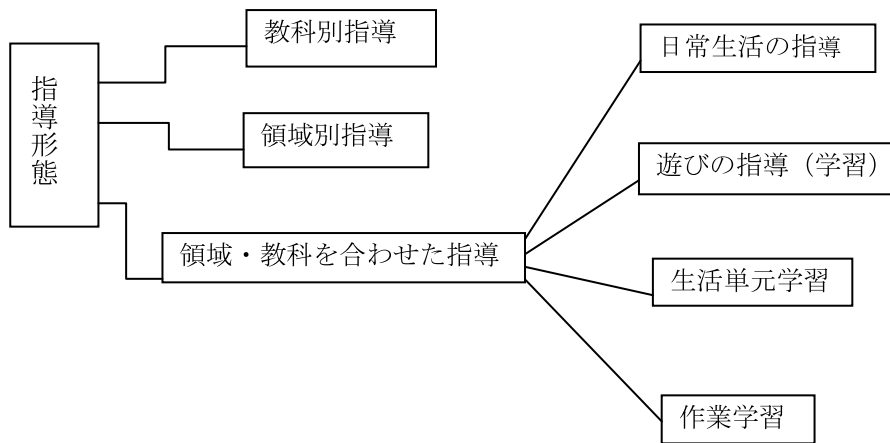 指導形態
教科別指導
領域別指導
領域・教科を合わせた指導
日常生活の指導
遊びの指導（学習）
生活単元学習
作業学習